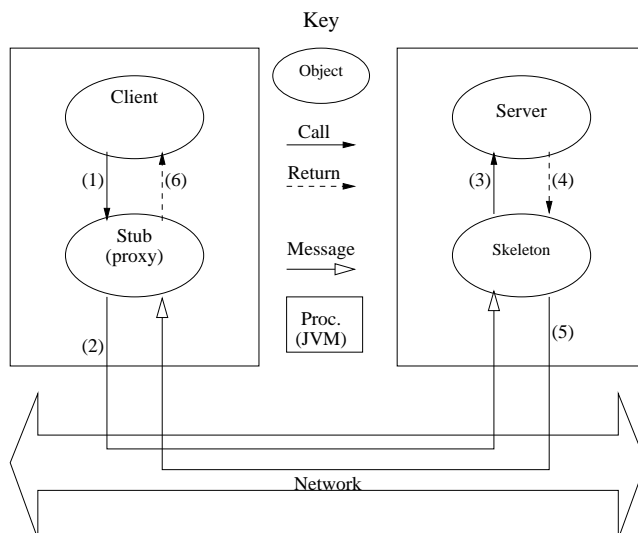 Key
Client
Object
Server
Call
(1)
(6)
Return
(3)
(4)
Stub
(proxy)
Message
Skeleton
Proc.
(JVM)
(2)
(5)
Network